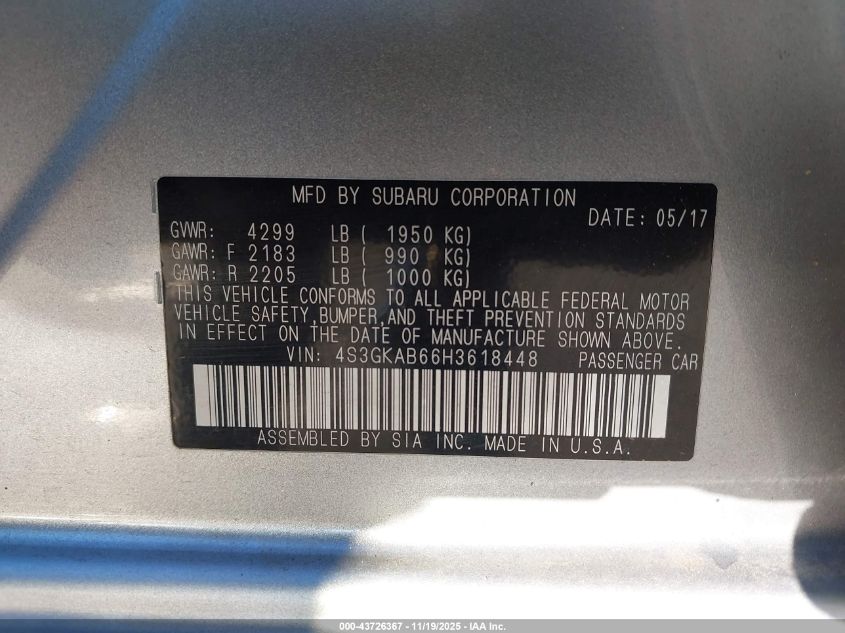 MFD BY SUBARU CORPORATION
DATE: 05/17
GVWR: 4299 LB ( 1950 KG)
GAWR: F 2183 LB ( 990 KG)
GAWR: R 2205 LB ( 1000 KG)
THIS VEHICLE CONFORMS TO ALL APPLICABLE FEDERAL MOTOR
VEHICLE SAFETY, BUMPER, AND THEFT PREVENTION STANDARDS
IN EFFECT ON THE DATE OF MANUFACTURE SHOWN ABOVE.
VIN: 4S3GKAB66H3618448 PASSENGER CAR
ASSEMBLED BY SIA INC. MADE IN U.S.A.
000-43726367 - 11/19/2025 - IAA Inc.